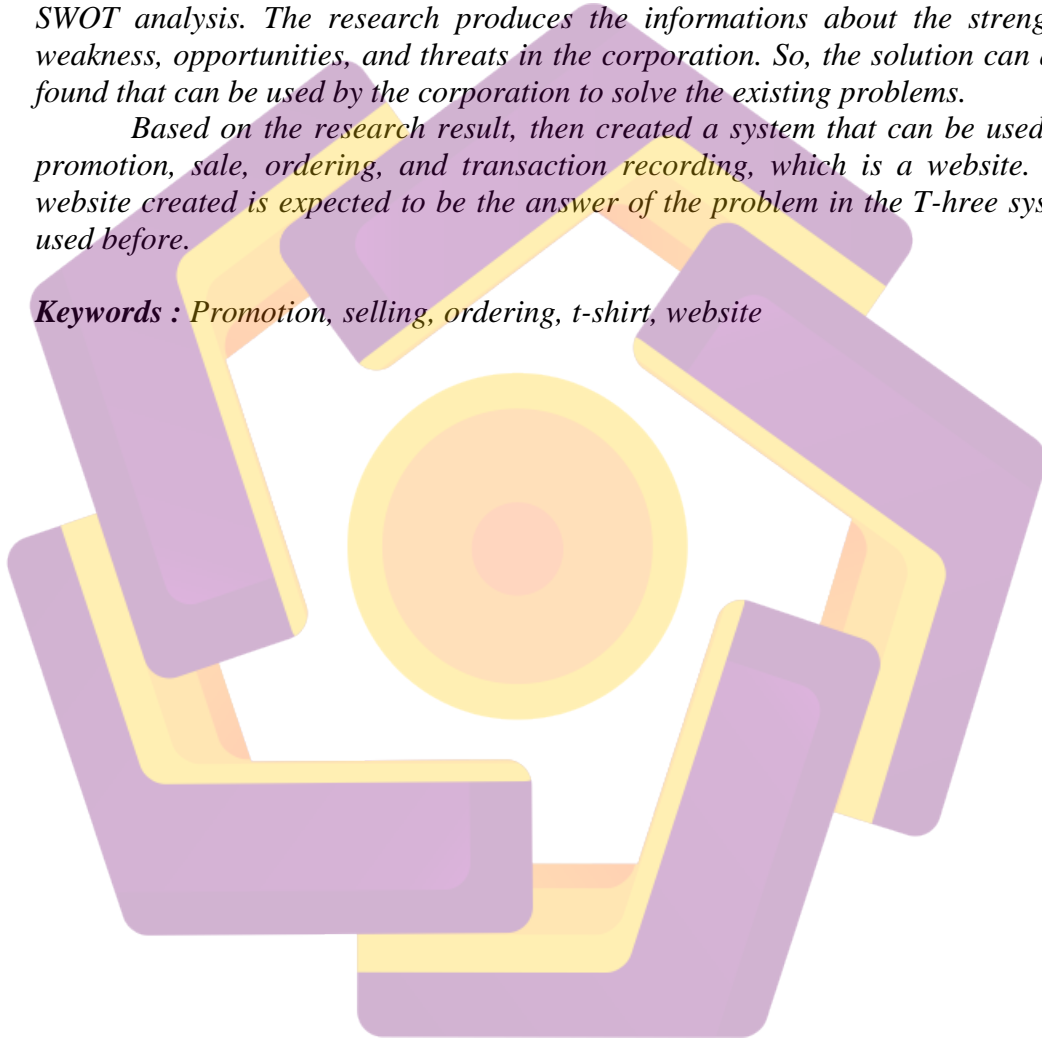 SWOT analysis. The research produces the informations about the streng
weakness, opportunities, and threats in the corporation. So, the solution can
found that can be used by the corporation to solve the existing problems.
Based on the research result, then created a system that can be used
promotion, sale, ordering, and transaction recording, which is a website.
website created is expected to be the answer of the problem in the T-hree sys
used before.
Keywords : Promotion, selling, ordering, t-shirt, website